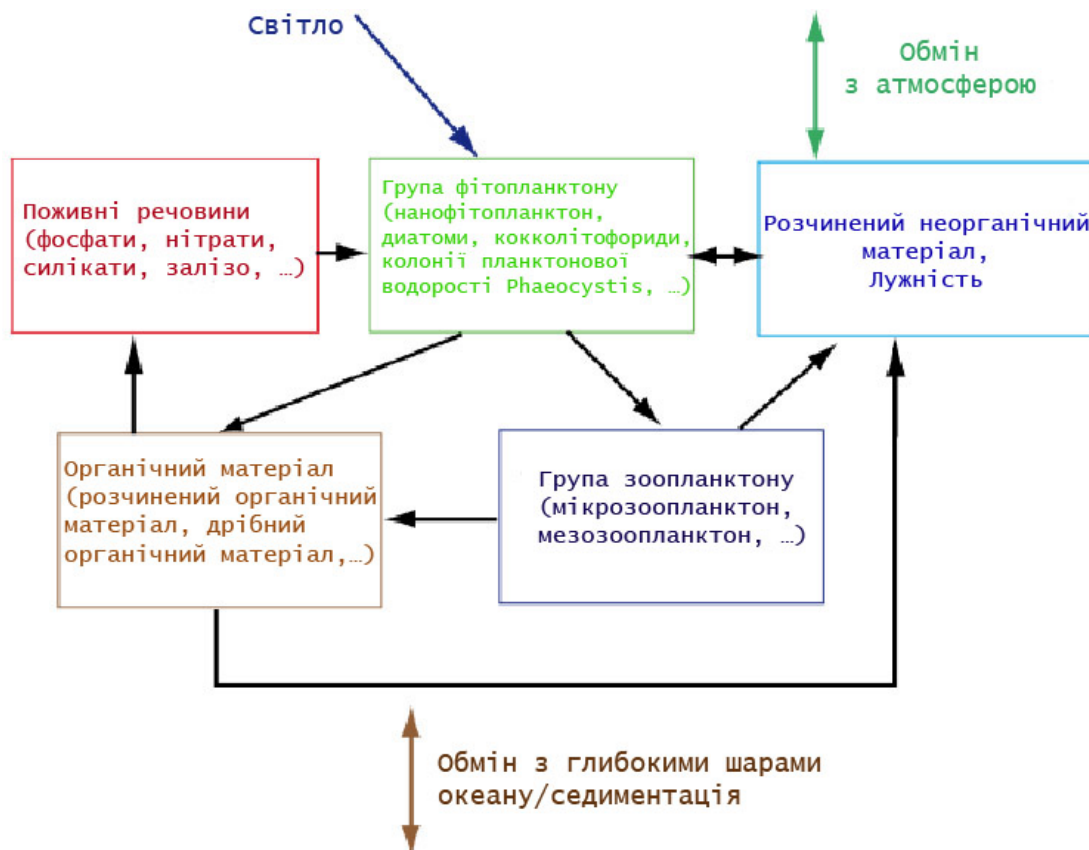 Світло
Обмін
з атмосферою
Поживні речовини
(фосфати, нітрати,
силікати, залізо, …)
Група фітопланктону
(нанофітопланктон,
диатоми, кокколітофориди,
колонії планктонової
водорості Phaeocystis, …)
Розчинений неорганічний
матеріал,
Лужність
Органічний матеріал
(розчинений органічний
матеріал, дрібний
органічний матеріал,…)
Група зоопланктону
(мікрозоопланктон,
мезозоопланктон, …)
Обмін з глибокими шарами
океану/седиментація